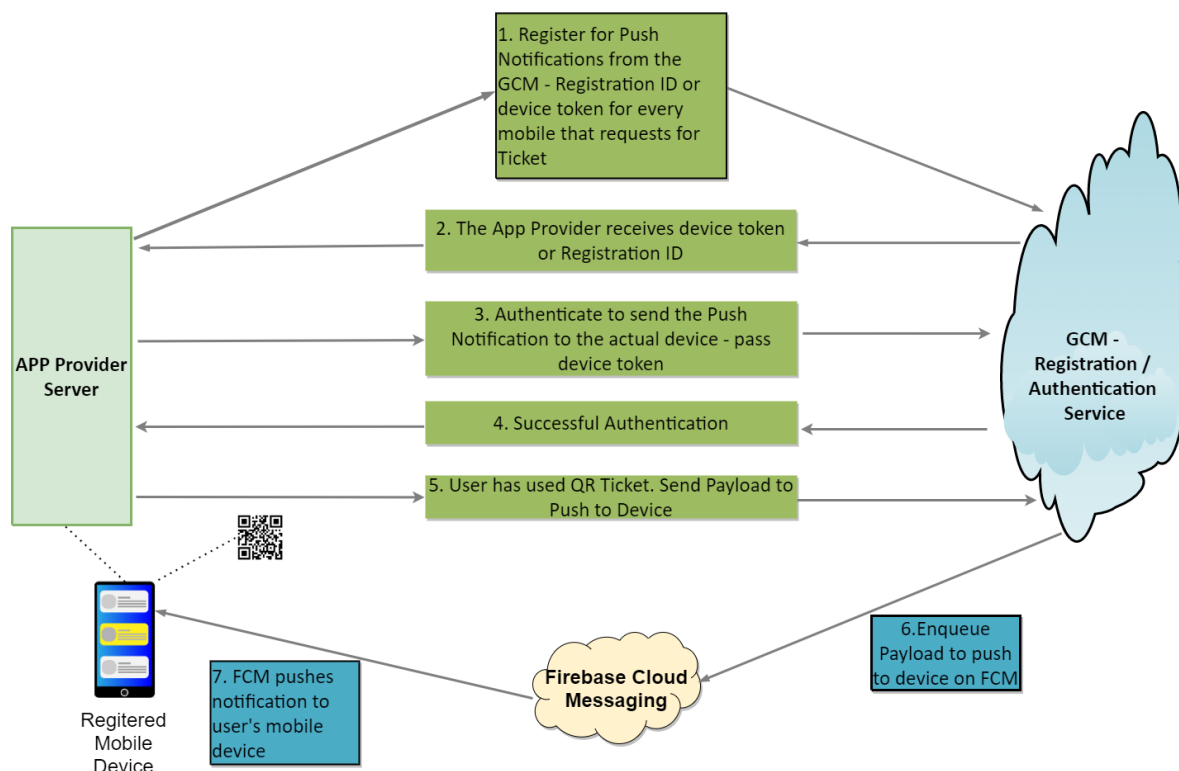 1. Register for Push
Notifications from the
GCM - Registration ID or
device token for every
mobile that requests for
Ticket
2. The App Provider receives device token
or Registration ID
3. Authenticate to send the Push
Notification to the actual device - pass
device token
APP Provider
Server
GCM -
Registration /
Authentication
Service
4. Successful Authentication
5. User has used QR Ticket. Send Payload to
Push to Device
6.Enqueue
Payload to push
to device on FCM
Firebase Cloud
Messaging
7. FCM pushes
notification to
user's mobile
device
Regitered
Mobile
Device